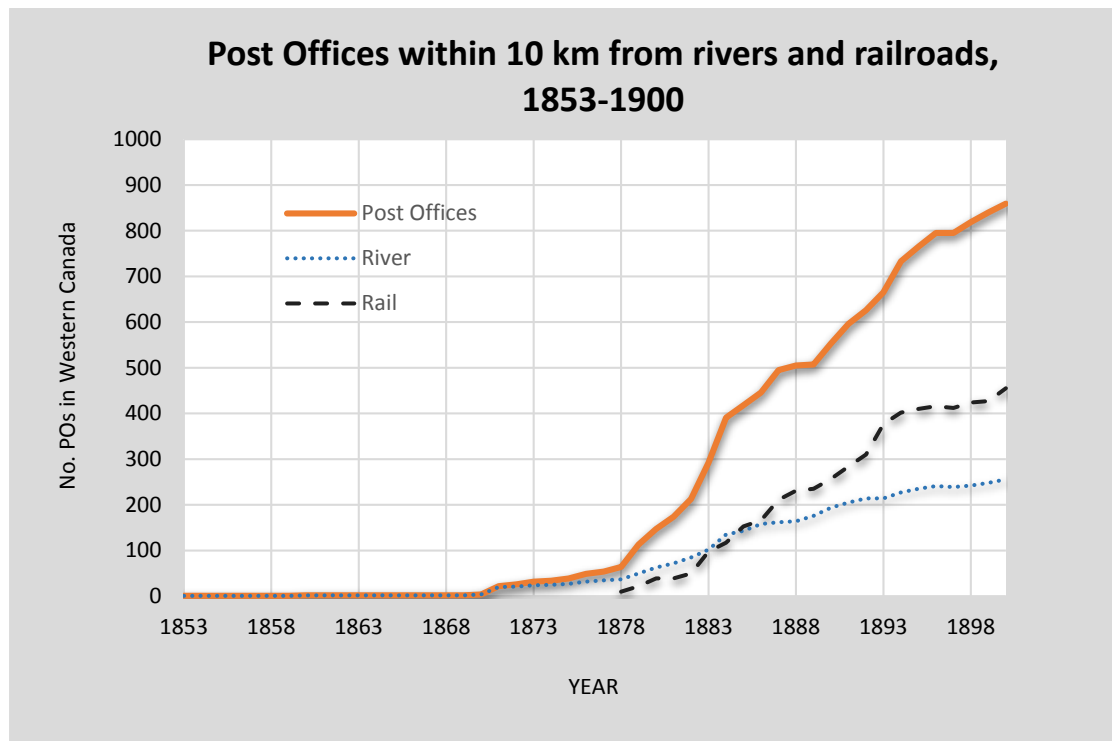 Post Offices within 10 km from rivers and railroads,
1853-1900
No. POs in Western Canada
1000
900
800
700
600
500
400
300
200
100
0
Post Offices
River
Rail
1853 1858 1863 1868 1873 1878 1883 1888 1893 1898
YEAR